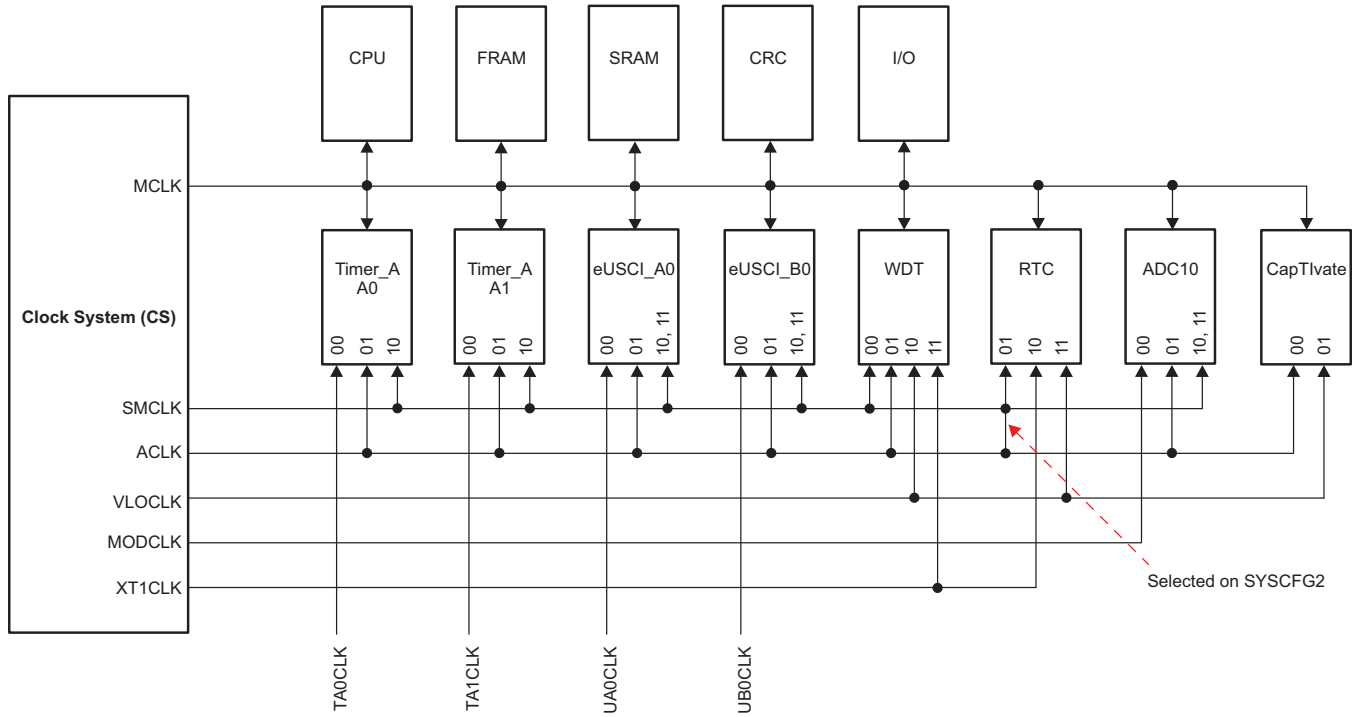 CPU
FRAM
SRAM
CRC
I/O
MCLK
Timer_A
A0
Timer_A
A1
eUSCI_A0
eUSCI_B0
WDT
RTC
ADC10
CapTIvate
Clock System (CS)
00
01
10
00
01
10
00
01
10, 11
00
01
10, 11
00
01
10
11
01
10
11
00
01
10, 11
00
01
SMCLK
ACLK
VLOCLK
MODCLK
XT1CLK
Selected on SYSCFG2
TA0CLK
TA1CLK
UA0CLK
UB0CLK